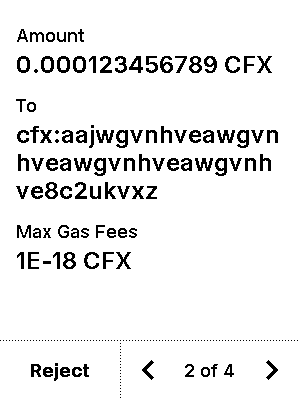 Amount
0.000123456789 CFX
To
cfx:aajwgvnhveawgvn
hveawgvnhveawgvnh
ve8c2ukvxz
Max Gas Fees
1E-18 CFX
Reject
2 of 4